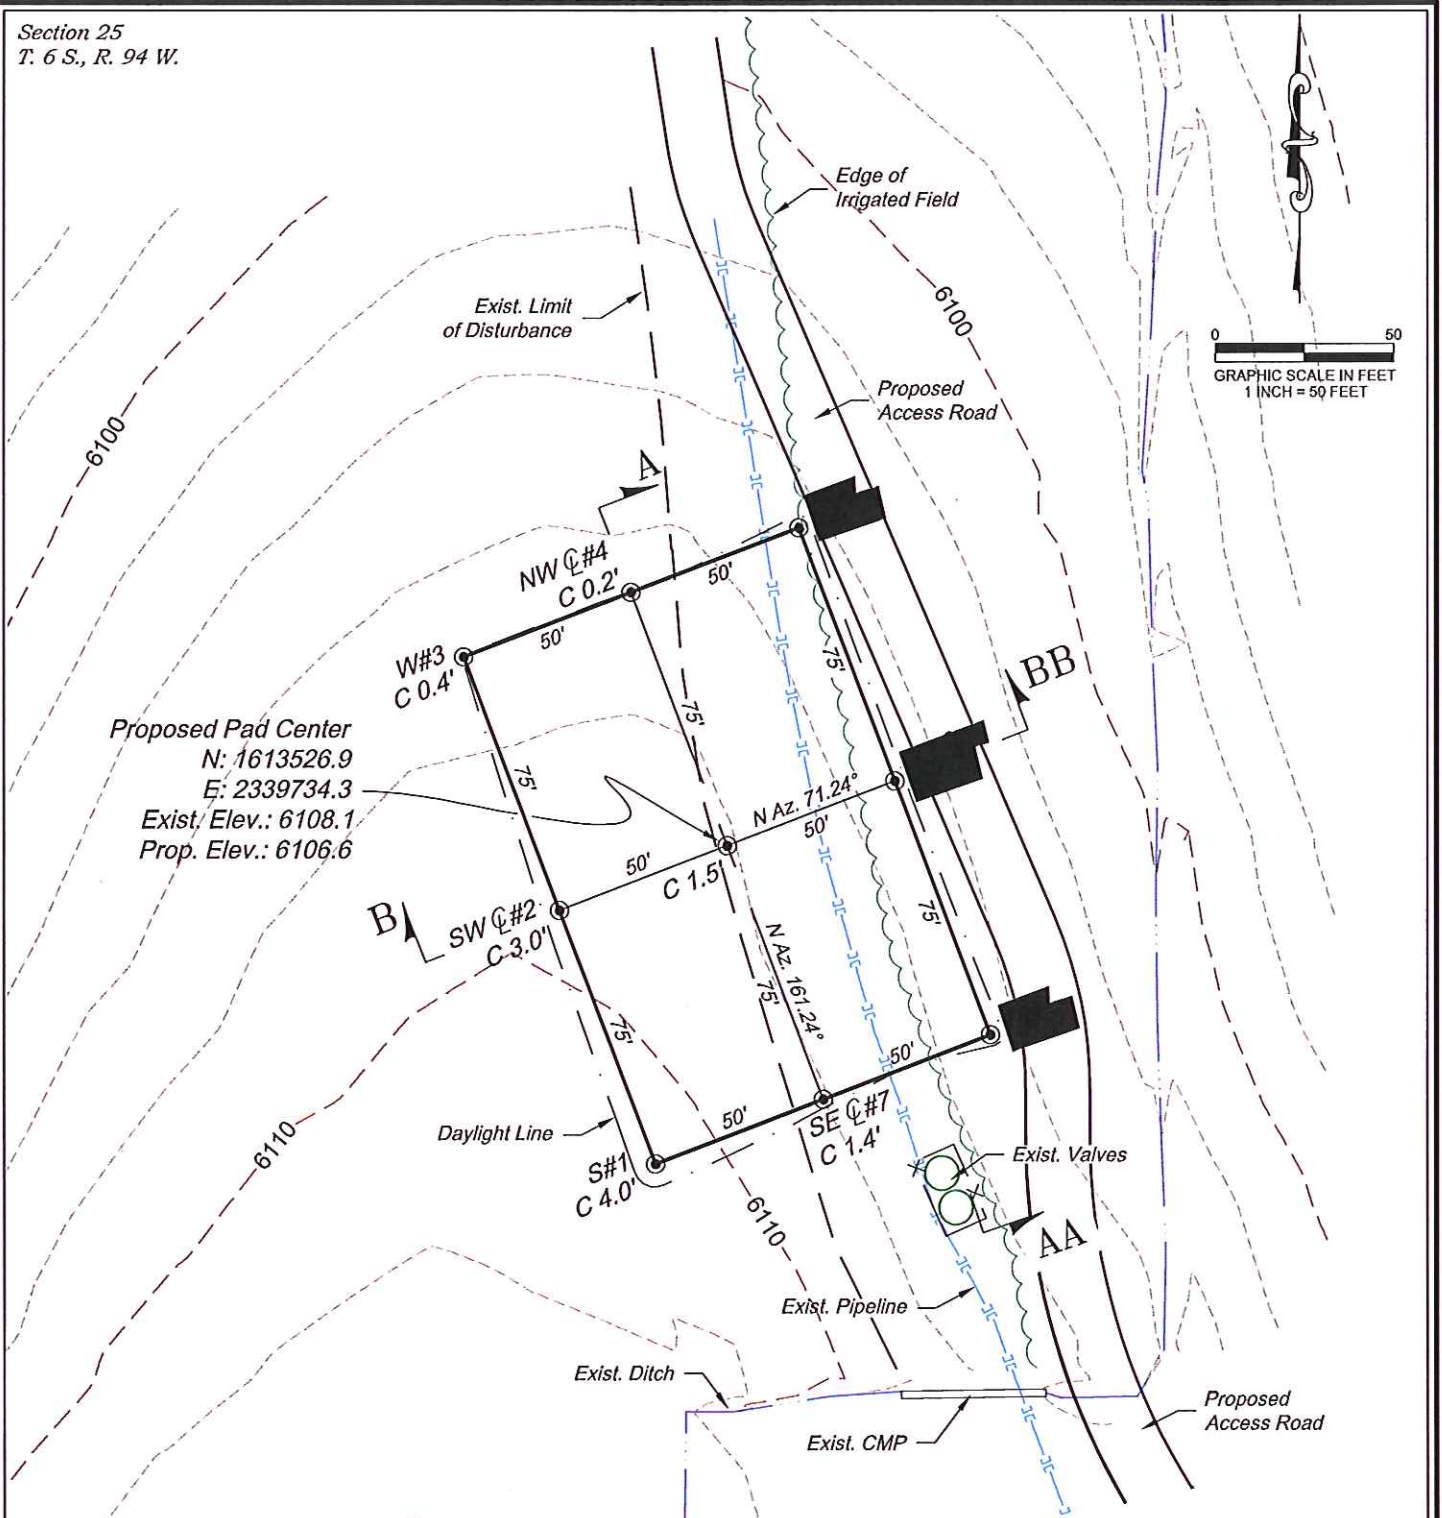 Section 25
T. 6 S., R. 94 W.
Edge of
Irrigated Field
Exist. Limit
of Disturbance
6100
0 50
GRAPHIC SCALE IN FEET
1 INCH = 50 FEET
Proposed
Access Road
6100
A
NW ℄#4
C 0.2'
50'
50'
W#3
C 0.4'
75'
BB
75'
75'
Proposed Pad Center
N: 1613526.9
E: 2339734.3
Exist. Elev.: 6108.1
Prop. Elev.: 6106.6
N Az. 71.24°
50'
50'
C 1.5'
B
SW ℄#2
C 3.0'
75'
N Az. 161.24°
75'
75'
50'
50'
SE ℄#7
C 1.4'
6110
Daylight Line
S#1
C 4.0'
Exist. Valves
6110
AA
Exist. Pipeline
Exist. Ditch
Exist. CMP
Proposed
Access Road